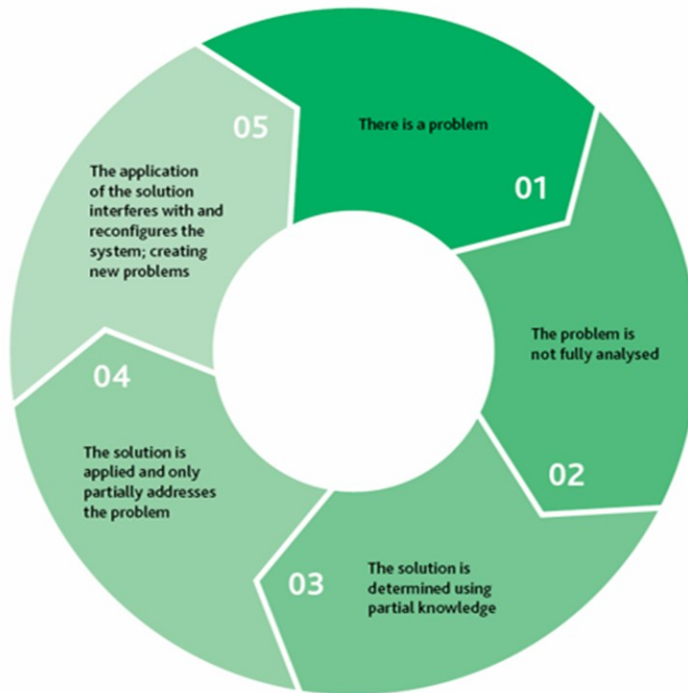 There is a problem
01
The problem is
not fully analysed
02
The solution is
determined using
partial knowledge
03
The solution is
applied and only
partially addresses
the problem
04
The application
of the solution
interferes with and
reconfigures the
system; creating
new problems
05